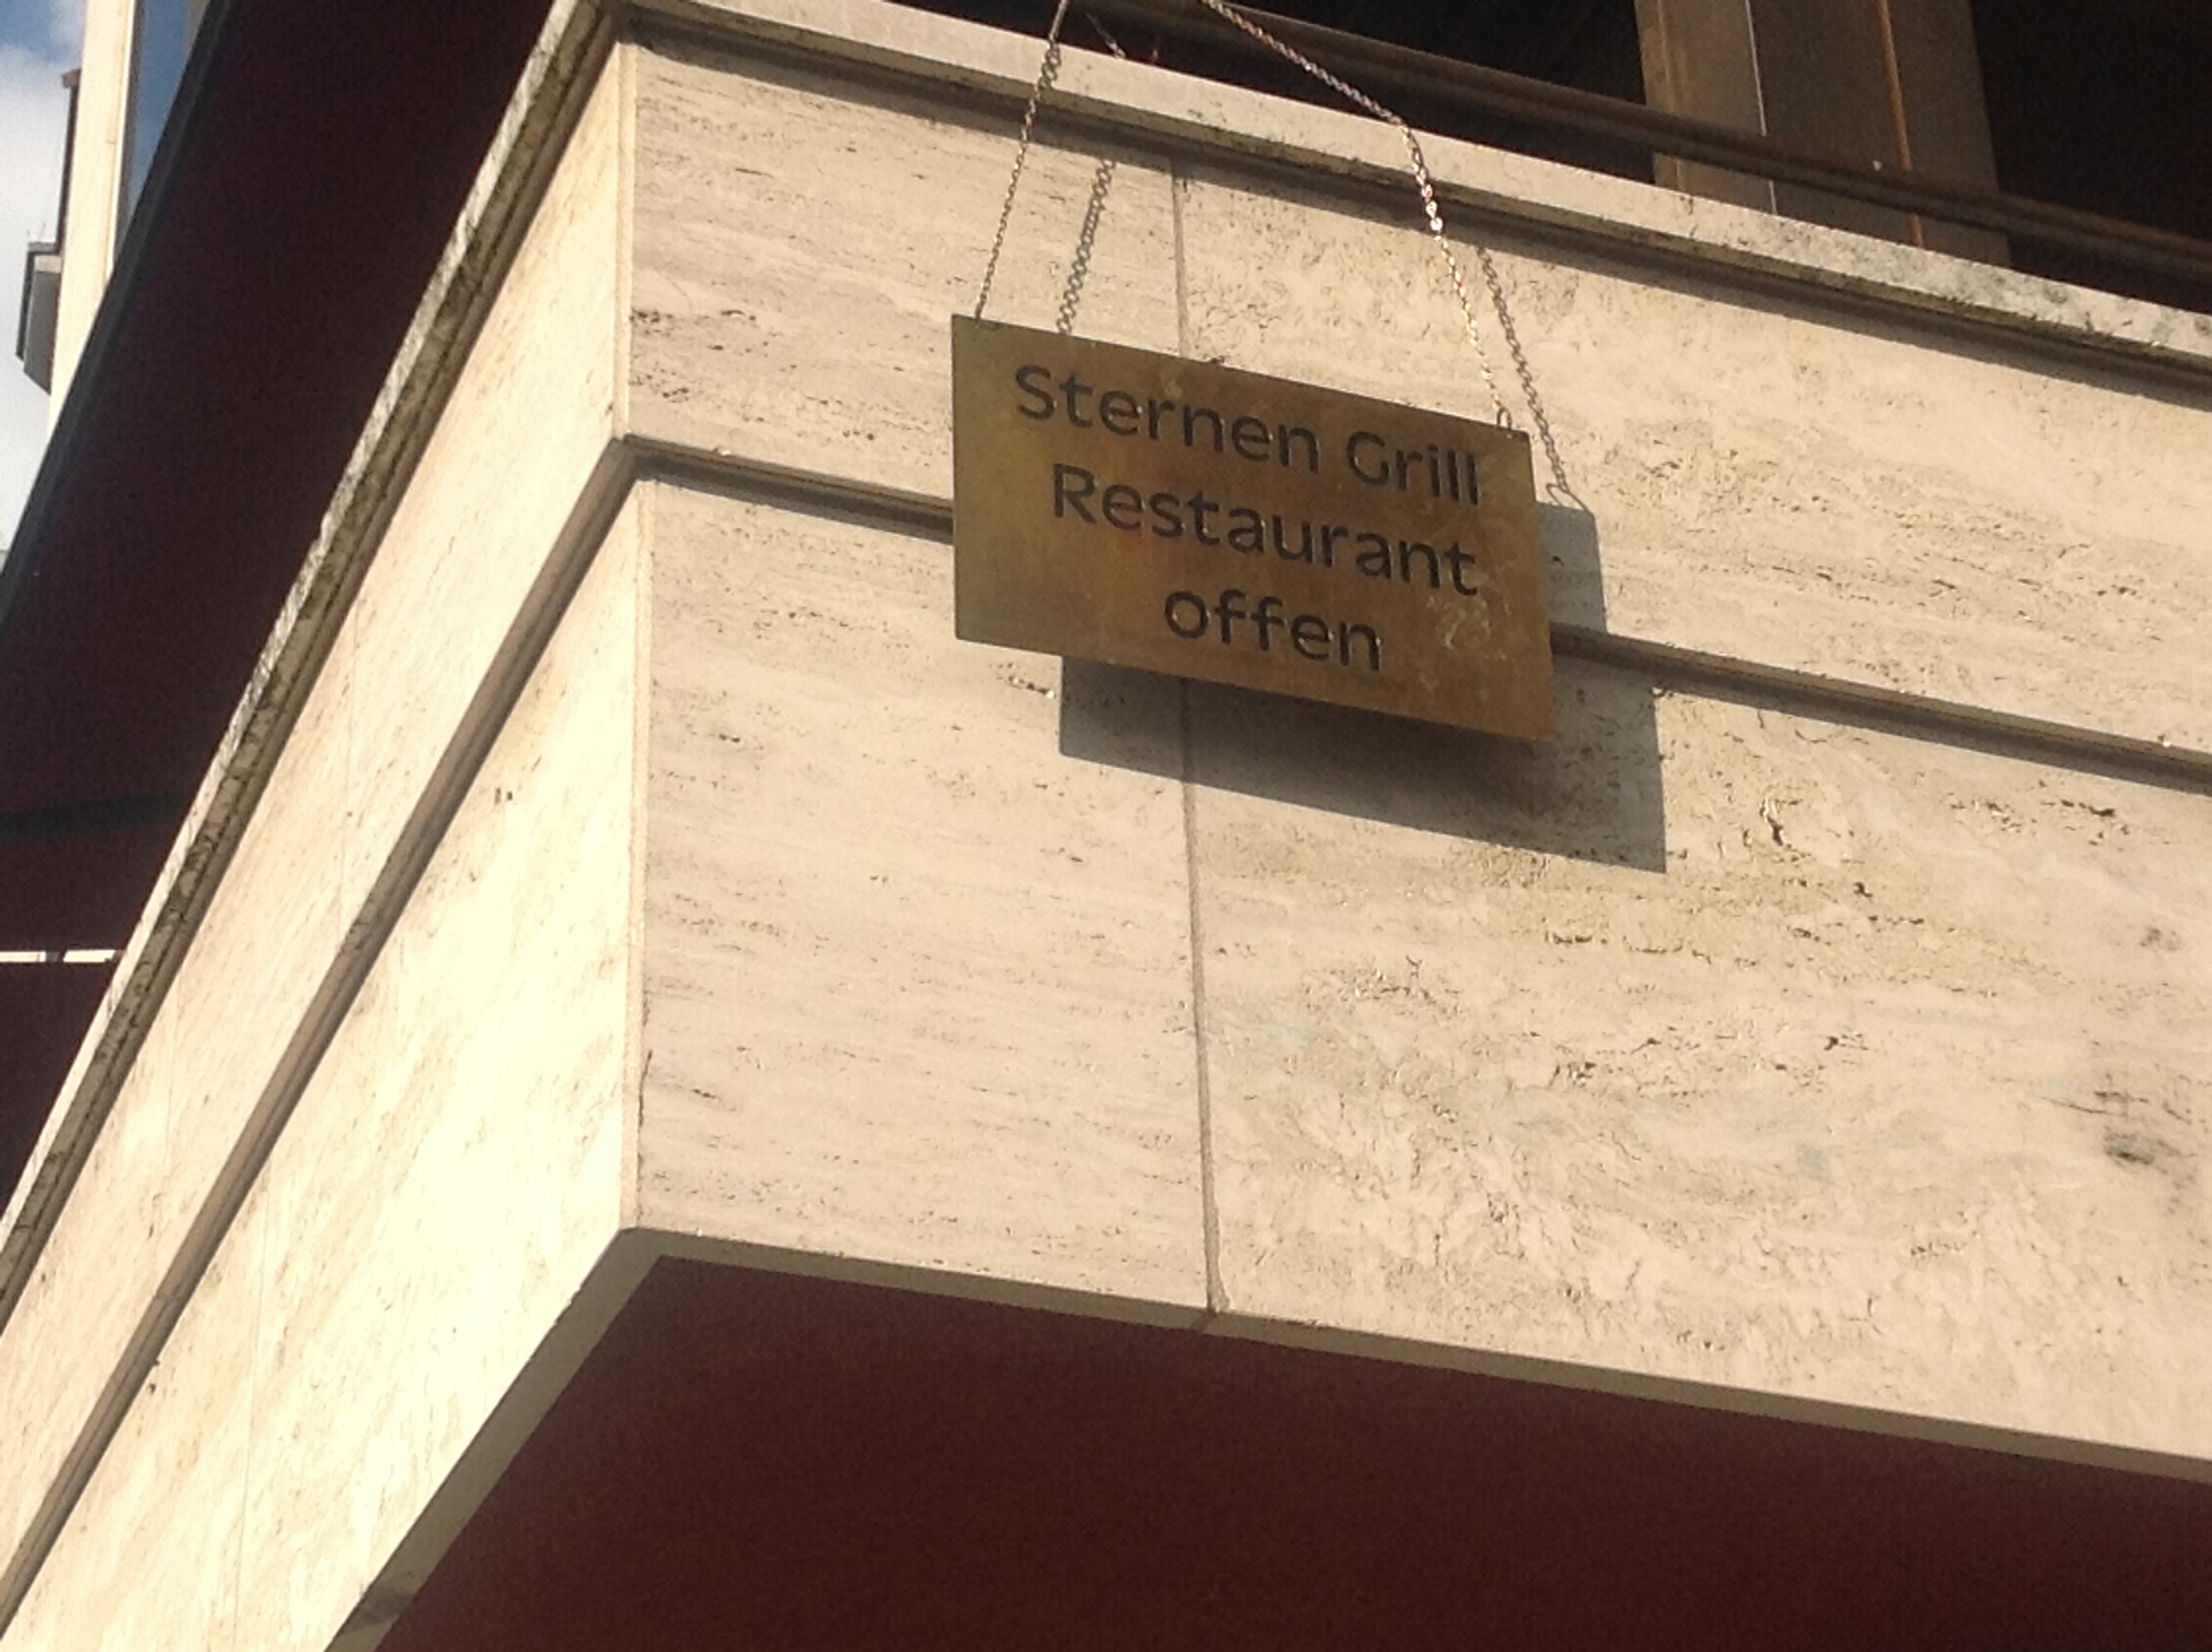 Sternen Grill
Restaurant
offen